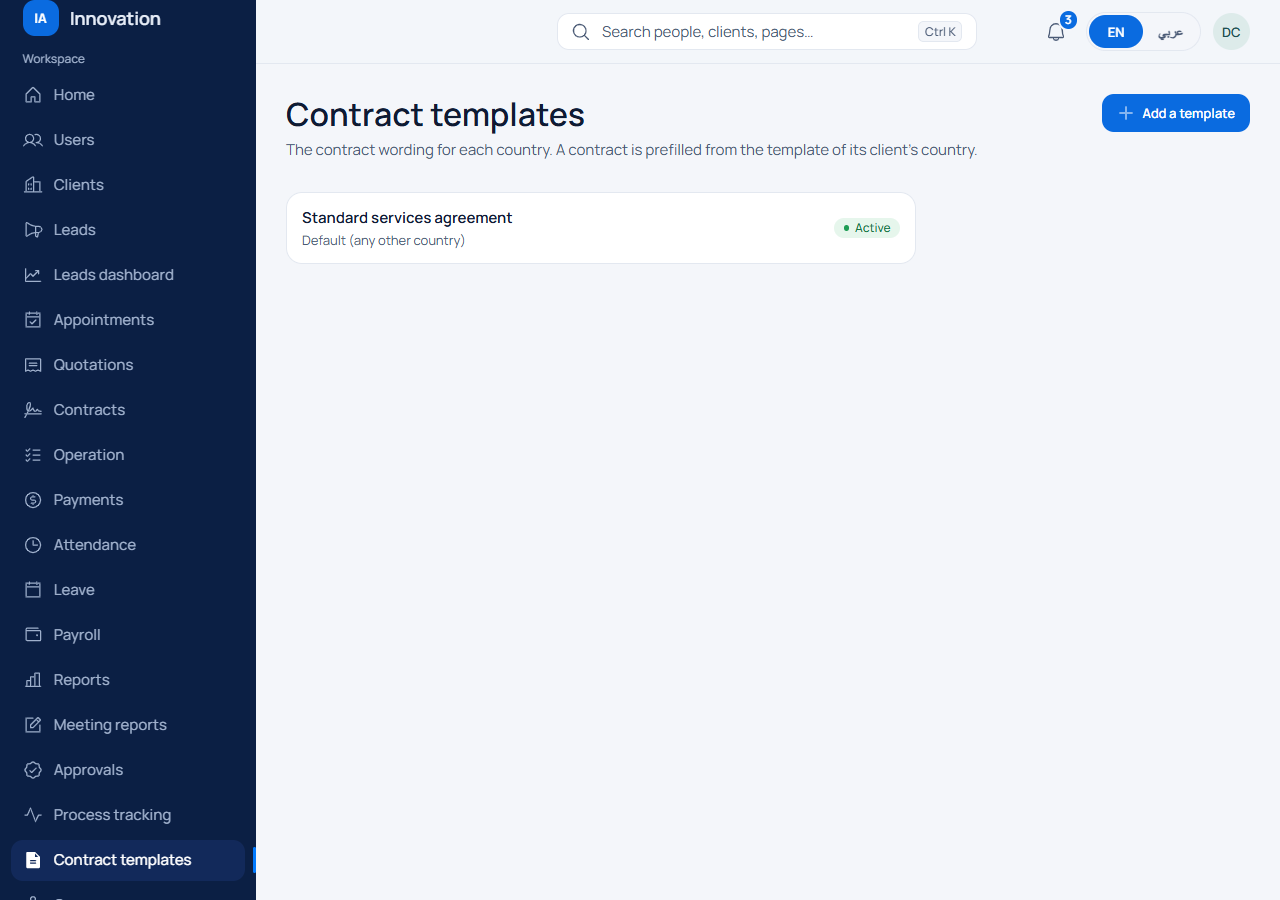 IA Innovation
Workspace
Home
Users
Clients
Leads
Leads dashboard
Appointments
Quotations
Contracts
Operation
Payments
Attendance
Leave
Payroll
Reports
Meeting reports
Approvals
Process tracking
Contract templates
Search people, clients, pages...
Ctrl K
3
EN
عربي
DC
Contract templates
Add a template
The contract wording for each country. A contract is prefilled from the template of its client's country.
Standard services agreement
Active
Default (any other country)